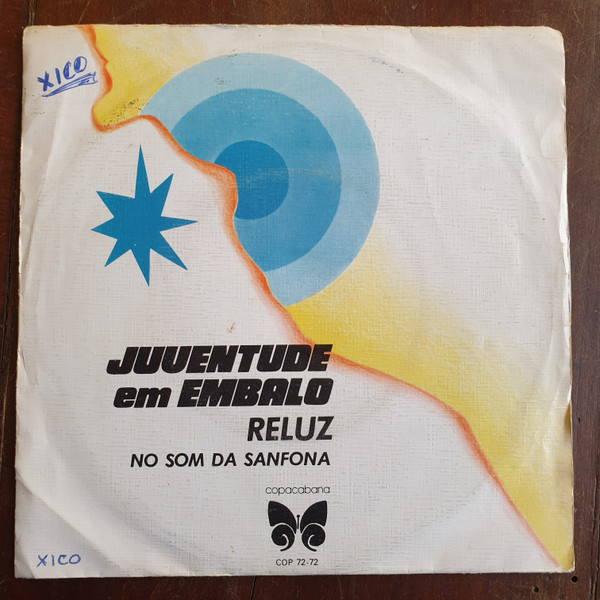 XICO
JUVENTUDE
em EMBALO
RELUZ
NO SOM DA SANFONA
copacabana
COP 72-72
XICO